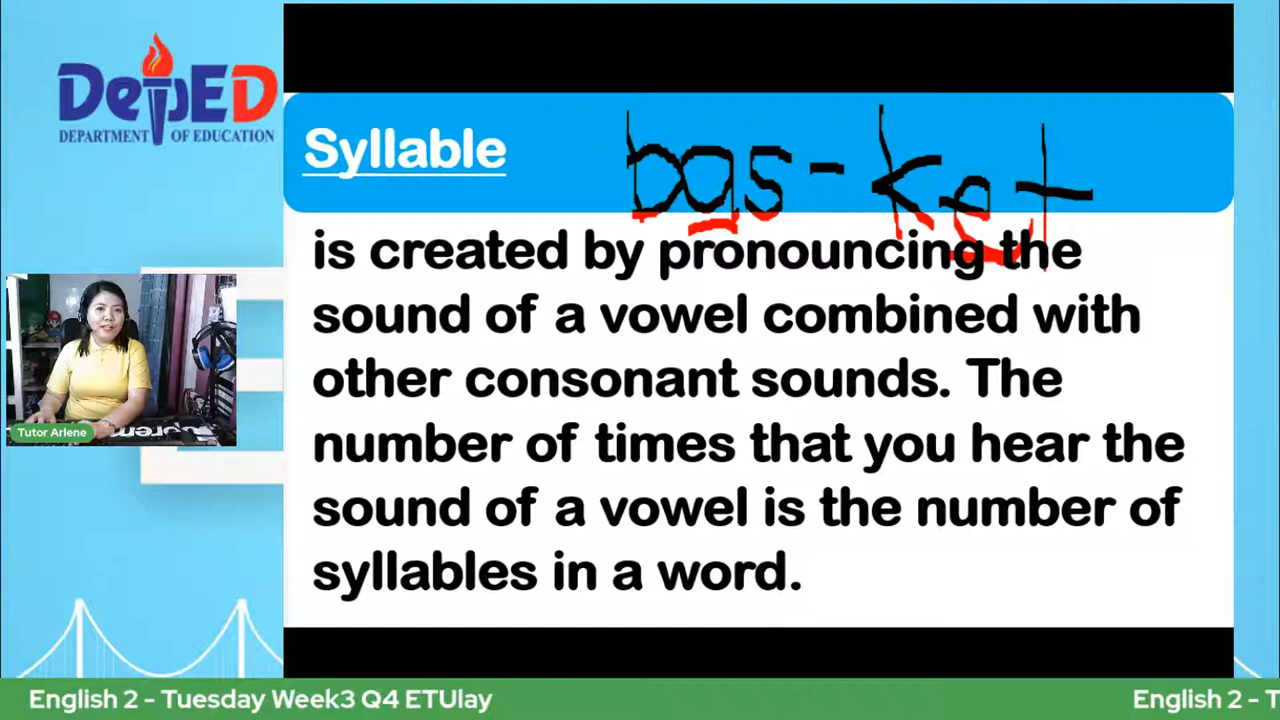 DepED
DEPARTMENT OF EDUCATION
Syllable
bas - ket
is created by pronouncing the
sound of a vowel combined with
other consonant sounds. The
number of times that you hear the
sound of a vowel is the number of
syllables in a word.
Tutor Arlene
English 2 - Tuesday Week3 Q4 ETUlay
English 2 - T